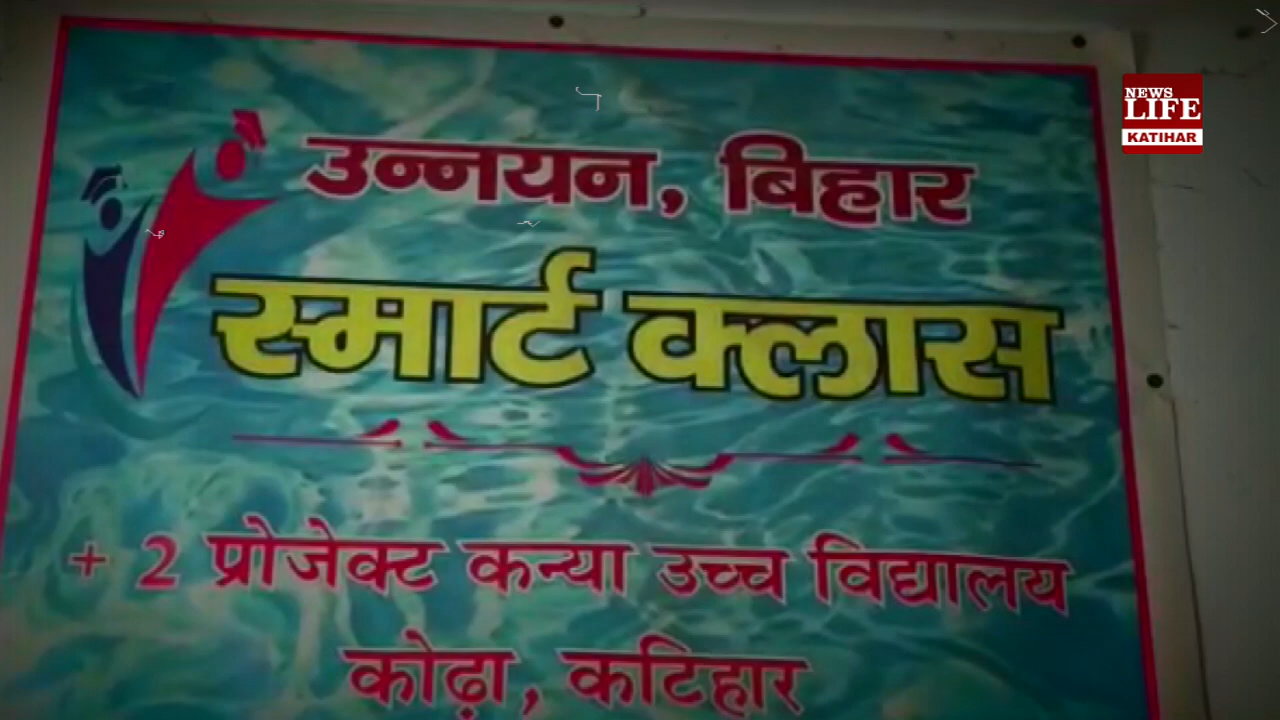 उन्नयन, बिहार
स्मार्ट क्लास
+ 2 प्रोजेक्ट कन्या उच्च विद्यालय
कोढ़ा, कटिहार
NEWS
LIFE
KATIHAR